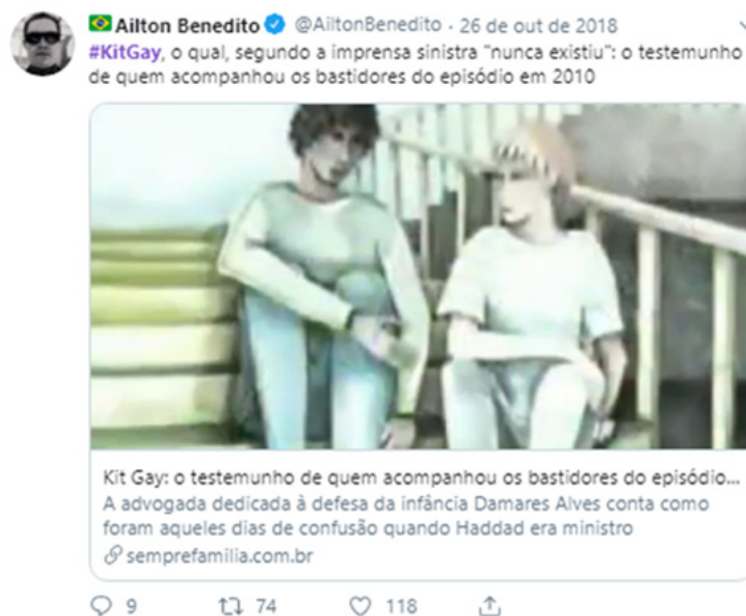 Ailton Benedito @AiltonBenedito · 26 de out de 2018
#KitGay, o qual, segundo a imprensa sinistra "nunca existiu": o testemunho
de quem acompanhou os bastidores do episódio em 2010
Kit Gay: o testemunho de quem acompanhou os bastidores do episódio...
A advogada dedicada à defesa da infância Damares Alves conta como
foram aqueles dias de confusão quando Haddad era ministro
semprefamilia.com.br
9 74 118